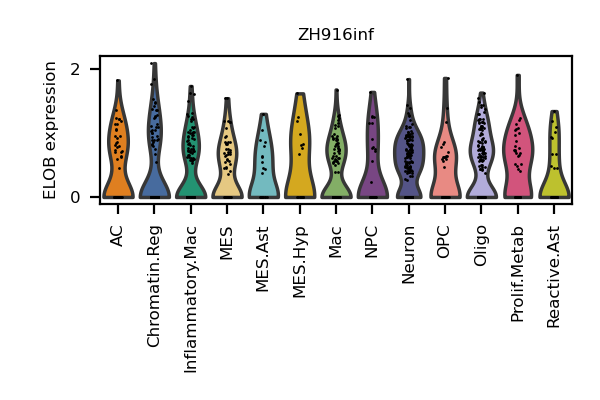 ZH916inf
ELOB expression
2
0
AC
Chromatin.Reg
Inflammatory.Mac
MES
MES.Ast
MES.Hyp
Mac
NPC
Neuron
OPC
Oligo
Prolif.Metab
Reactive.Ast